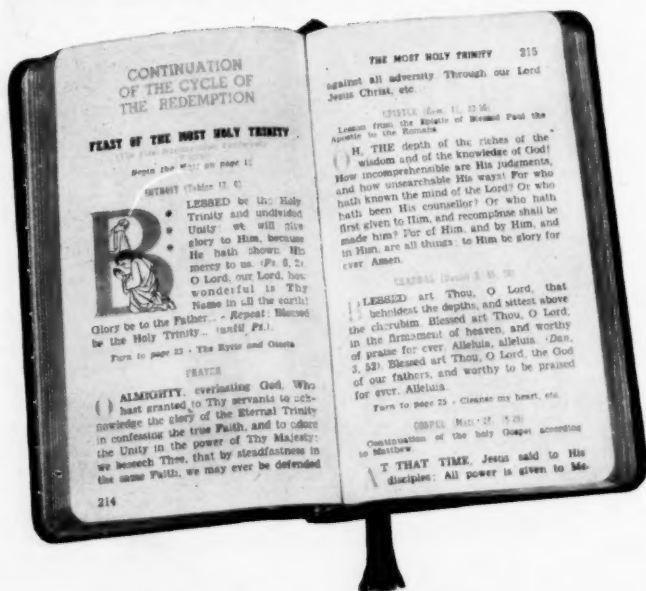 CONTINUATION
OF THE CYCLE OF
THE REDEMPTION
FEAST OF THE MOST HOLY TRINITY
Begin the Mass on page
INTROIT (Tobias 12, 6)
BLESSED be the Holy
Trinity and undivided
Unity: we will give
glory to Him, because
He hath shown His
mercy to us. (Ps. 8, 2).
O Lord, our Lord, how
wonderful is Thy
Name in all the earth!
Glory be to the Father... - Repeat: Blessed
be the Holy Trinity... (until Ps.).
Turn to page 22 - The Kyrie and Gloria
PRAYER
O ALMIGHTY, everlasting God, Who
hast granted to Thy servants to ack-
nowledge the glory of the Eternal Trinity
in confessing the true Faith, and to adore
the Unity in the power of Thy Majesty:
we beseech Thee, that by steadfastness in
the same Faith, we may ever be defended
214
THE MOST HOLY TRINITY 215
against all adversity. Through our Lord
Jesus Christ, etc.
EPISTLE
Lesson from the Epistle of Blessed Paul the
Apostle to the Romans
OH, THE depth of the riches of the
wisdom and of the knowledge of God!
How incomprehensible are His judgments,
and how unsearchable His ways! For who
hath known the mind of the Lord? Or who
hath been His counsellor? Or who hath
first given to Him, and recompense shall be
made him? For of Him, and by Him, and
in Him, are all things: to Him be glory for
ever Amen.
GRADUAL
BLESSED art Thou, O Lord, that
beholdest the depths, and sittest above
the cherubim. Blessed art Thou, O Lord,
in the firmament of heaven, and worthy
of praise for ever. Alleluia, alleluia. (Dan.
3, 52). Blessed art Thou, O Lord, the God
of our fathers, and worthy to be praised
for ever. Alleluia.
Turn to page 25 - Cleanse my heart, etc.
GOSPEL
Continuation of the holy Gospel according
to Matthew.
AT THAT TIME, Jesus said to His
disciples: All power is given to Me